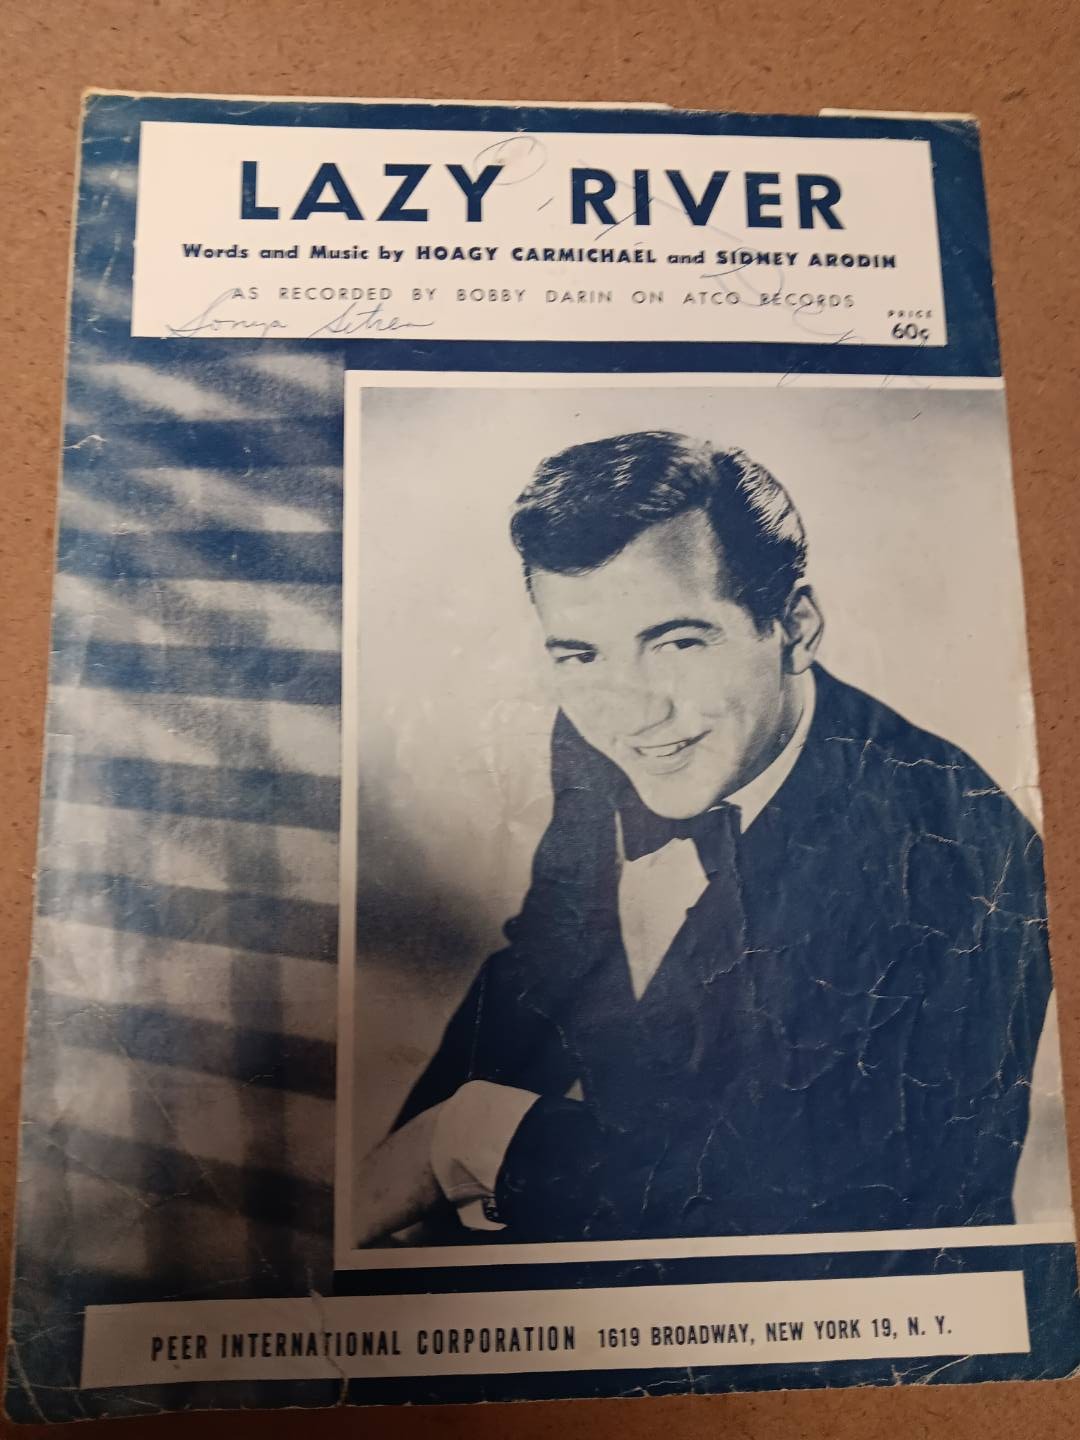 LAZY RIVER
Words and Music by HOAGY CARMICHAEL and SIDNEY ARODIN
AS RECORDED BY BOBBY DARIN ON ATCO RECORDS
Sonya
PRICE
60¢
PEER INTERNATIONAL CORPORATION 1619 BROADWAY, NEW YORK 19, N. Y.